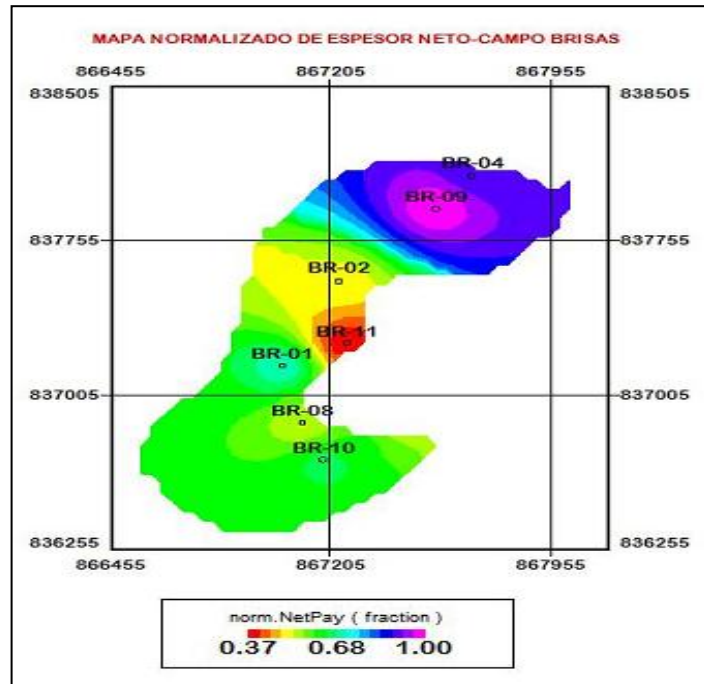 MAPA NORMALIZADO DE ESPESOR NETO-CAMPO BRISAS
866455 867205 867955
838505 838505
BR-04
BR-09
837755 837755
BR-02
BR-11
BR-01
837005 837005
BR-08
BR-10
836255 836255
866455 867205 867955
norm.NetPay ( fraction )
0.37 0.68 1.00